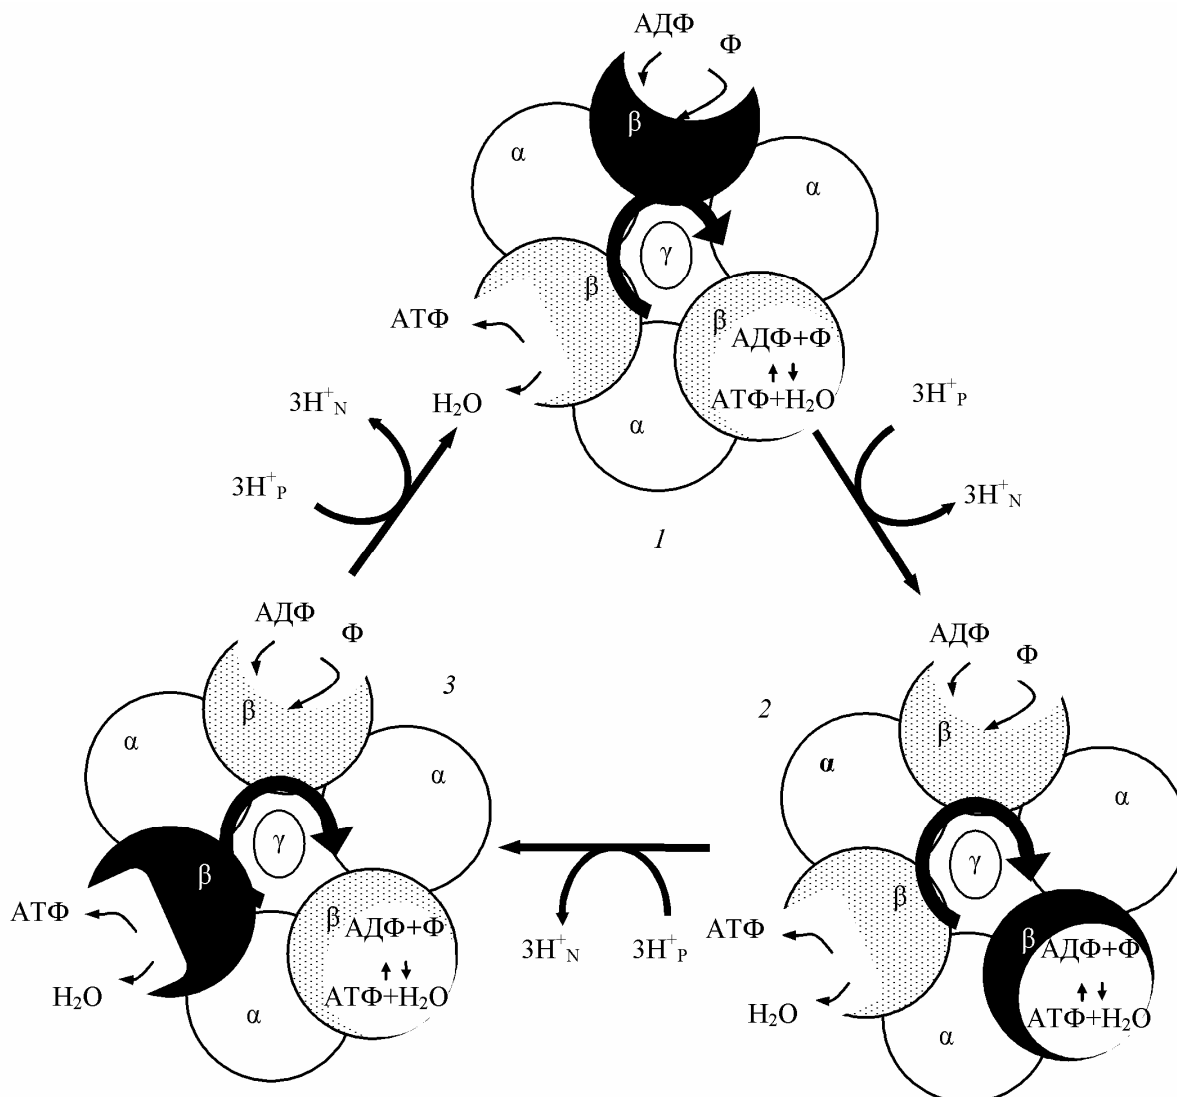 АДФ
Ф
β
α
α
γ
β
β
АТФ
АДФ+Ф
АТФ+H₂O
H₂O
α
3H⁺N
3H⁺P
3H⁺P
3H⁺N
1
АДФ
Ф
3
β
α
α
γ
β
β
АТФ
АДФ+Ф
АТФ+H₂O
H₂O
α
3H⁺N
3H⁺P
АДФ
Ф
2
β
α
α
γ
β
β
АТФ
АДФ+Ф
АТФ+H₂O
H₂O
α